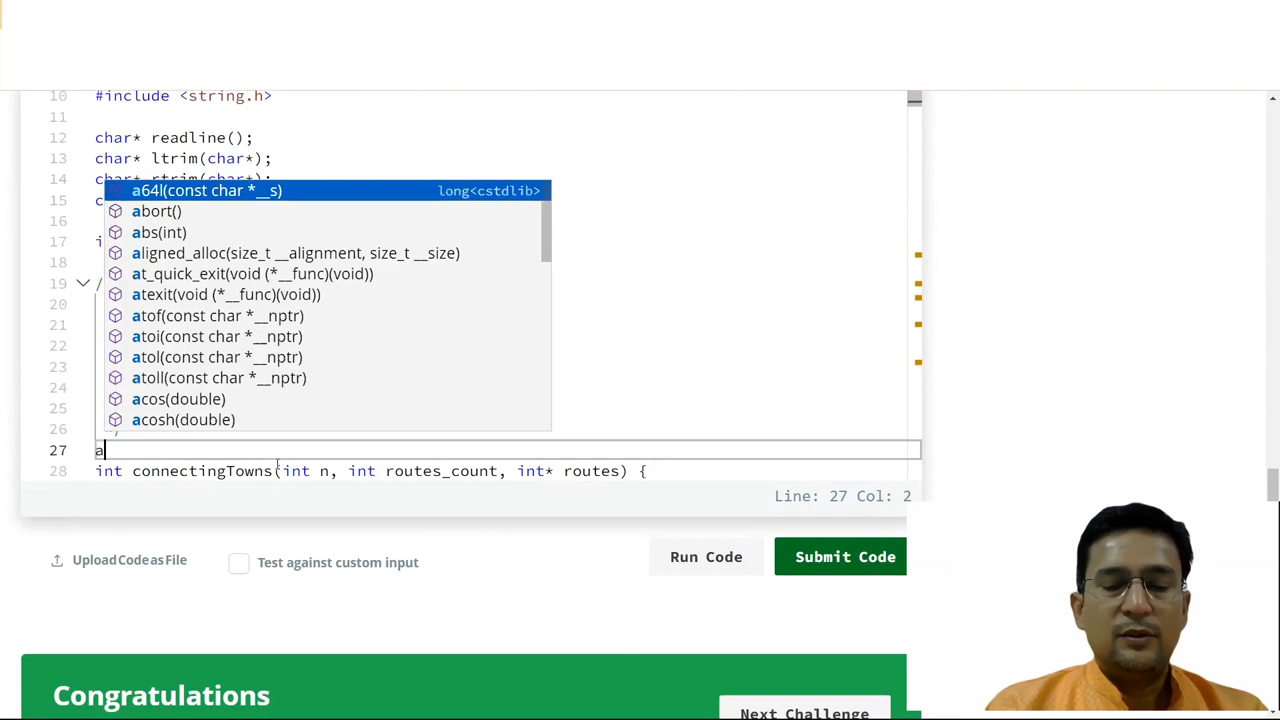 10 #include <string.h>
11
12 char* readline();
13 char* ltrim(char*);
14 char* rtrim(char*);
15 c
16
17 i
18
19 /
20
21
22
23
24
25
26 */
27 a
28 int connectingTowns(int n, int routes_count, int* routes) {
a64l(const char *__s) long<cstdlib>
abort()
abs(int)
aligned_alloc(size_t __alignment, size_t __size)
at_quick_exit(void (*__func)(void))
atexit(void (*__func)(void))
atof(const char *__nptr)
atoi(const char *__nptr)
atol(const char *__nptr)
atoll(const char *__nptr)
acos(double)
acosh(double)
Line: 27 Col: 2
Upload Code as File
Test against custom input
Run Code
Submit Code
Congratulations
Next Challenge